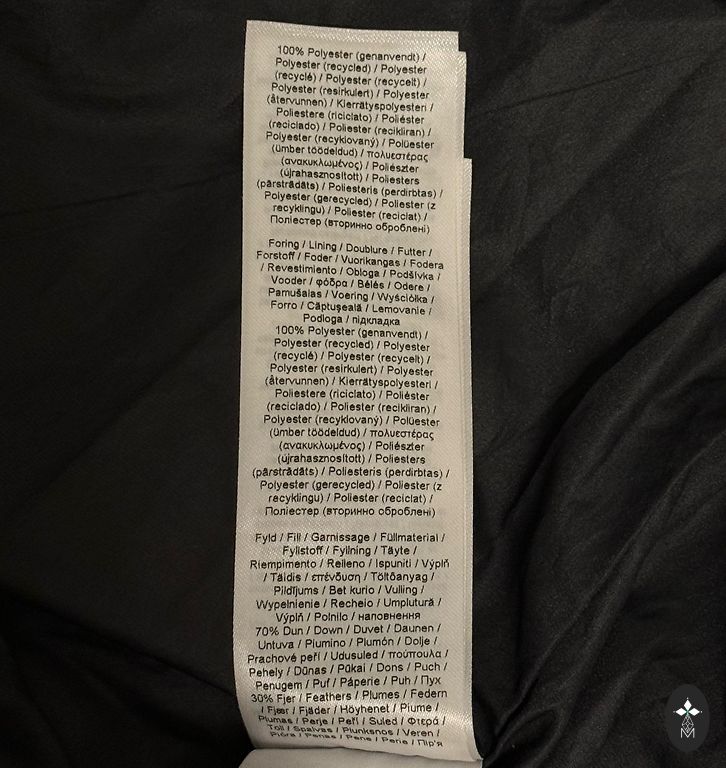 100% Polyester (genanvendt) /
Polyester (recycled) / Polyester
(recyclé) / Polyester (recycelt) /
Polyester (resirkulert) / Polyester
(återvunnen) / Kierrätyspolyesteri /
Poliestere (riciclato) / Poliéster
(reciclado) / Poliester (recikliran) /
Polyester (recyklovaný) / Polüester
(ümber töödeldud) / πολυεστέρας
(ανακυκλωμένος) / Poliészter
(újrahasznosított) / Poliesters
(pārstrādāts) / Poliesteris (perdirbtas) /
Polyester (gerecycled) / Poliester (z
recyklingu) / Poliester (reciclat) /
Поліестер (вторинно оброблені)
Foring / Lining / Doublure / Futter /
Forstoff / Foder / Vuorikangas / Fodera
/ Revestimiento / Obloga / Podšívka /
Vooder / φόδρα / Bélés / Odere /
Pamušalas / Voering / Wyściółka /
Forro / Căptuşeală / Lemovanie /
Podloga / підкладка
100% Polyester (genanvendt) /
Polyester (recycled) / Polyester
(recyclé) / Polyester (recycelt) /
Polyester (resirkulert) / Polyester
(återvunnen) / Kierrätyspolyesteri /
Poliestere (riciclato) / Poliéster
(reciclado) / Poliester (recikliran) /
Polyester (recyklovaný) / Polüester
(ümber töödeldud) / πολυεστέρας
(ανακυκλωμένος) / Poliészter
(újrahasznosított) / Poliesters
(pārstrādāts) / Poliesteris (perdirbtas) /
Polyester (gerecycled) / Poliester (z
recyklingu) / Poliester (reciclat) /
Поліестер (вторинно оброблені)
Fyld / Fill / Garnissage / Füllmaterial /
Fyllstoff / Fyllning / Täyte /
Riempimento / Relleno / Ispuniti / Výplň
/ Täidis / επένδυση / Töltőanyag /
Pildījums / Bet kurio / Vulling /
Wypełnienie / Recheio / Umplutură /
Výplň / Polnilo / наповнення
70% Dun / Down / Duvet / Daunen /
Untuva / Piumino / Plumón / Dolje /
Prachové peří / Udusuled / πούπουλα /
Pehely / Dūnas / Pūkai / Dons / Puch /
Penugem / Puf / Páperie / Puh / Пух
30% Fjer / Feathers / Plumes / Federn
/ Fjær / Fjäder / Höyhenet / Piume /
Plumas / Perje / Peří / Suled / Φτερά /
Toll / Spalvas / Plunksnos / Veren /
Pióra / Penas / Pene / Perie / Пір'я
M